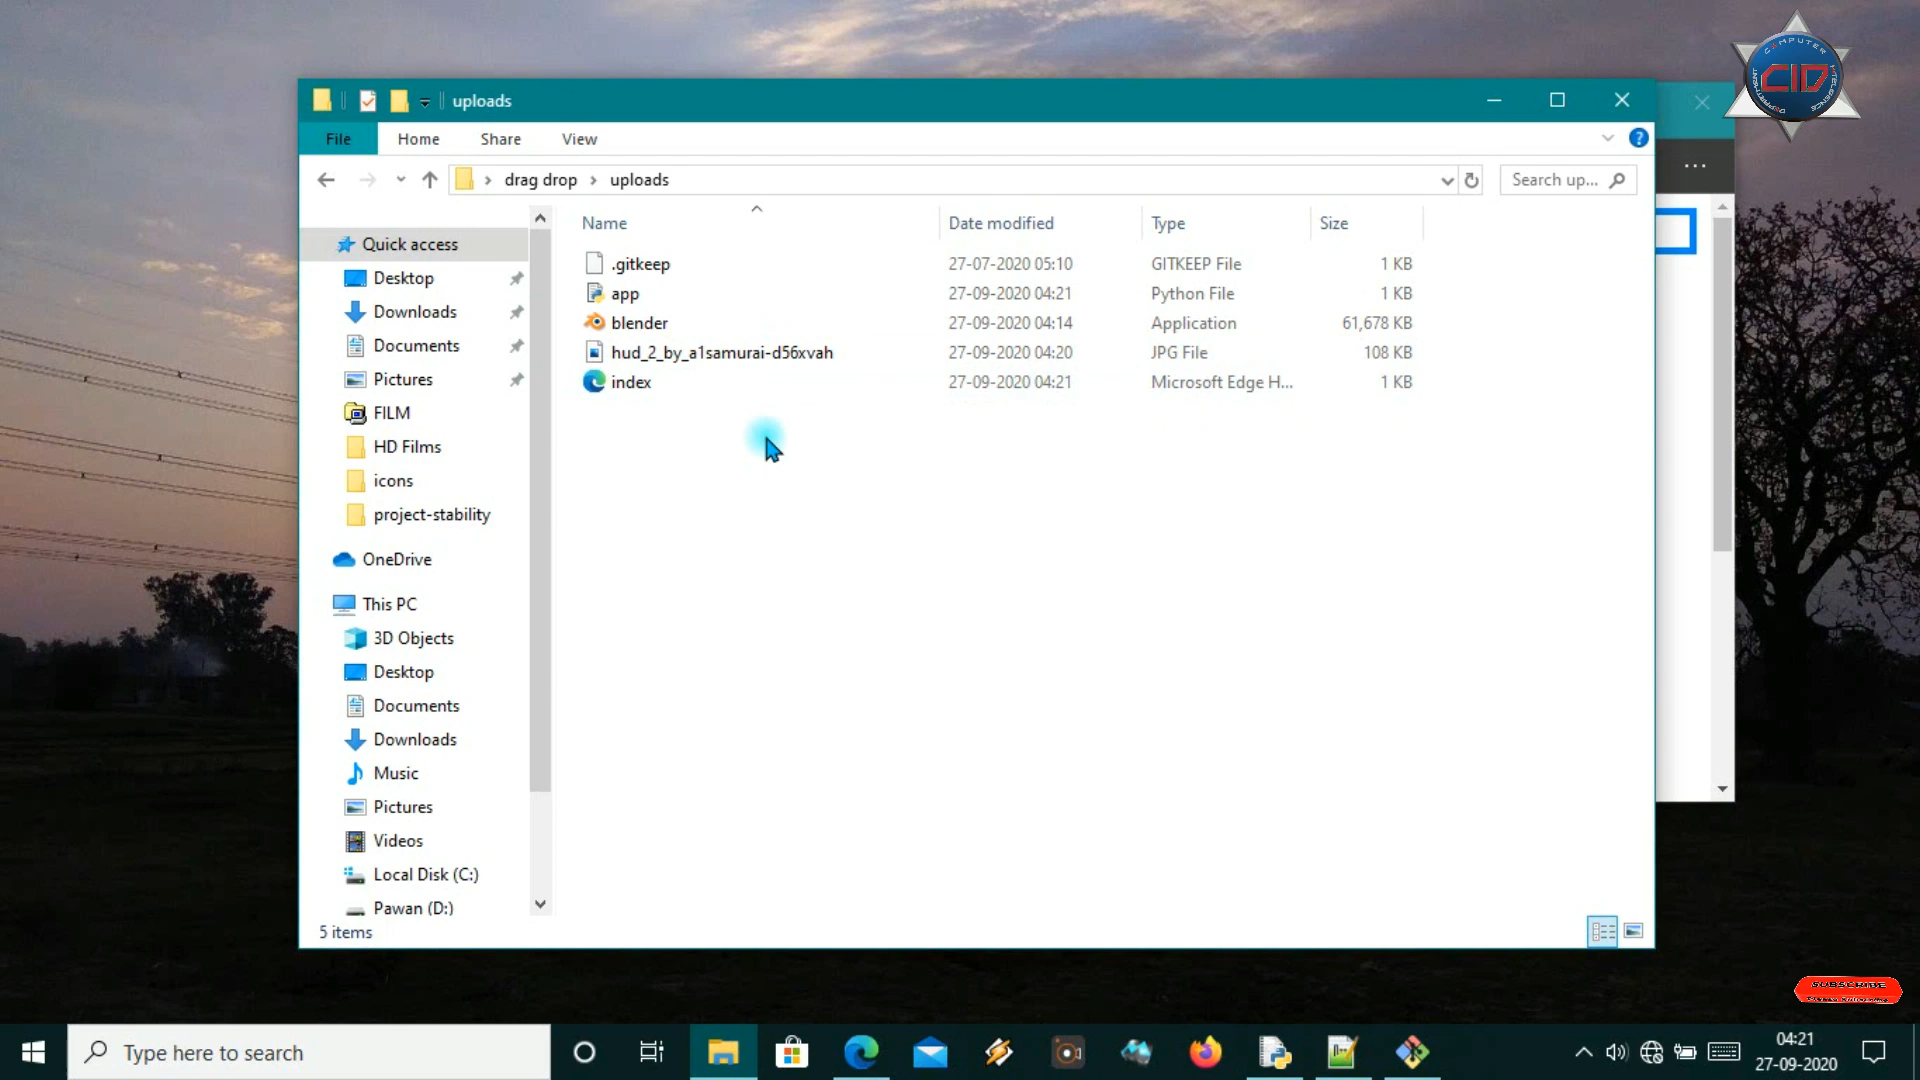 COMPUTER
CID
uploads
File Home Share View
drag drop uploads
Search up...
Name Date modified Type Size
.gitkeep 27-07-2020 05:10 GITKEEP File 1 KB
app 27-09-2020 04:21 Python File 1 KB
blender 27-09-2020 04:14 Application 61,678 KB
hud_2_by_a1samurai-d56xvah 27-09-2020 04:20 JPG File 108 KB
index 27-09-2020 04:21 Microsoft Edge H... 1 KB
Quick access
Desktop
Downloads
Documents
Pictures
FILM
HD Films
icons
project-stability
OneDrive
This PC
3D Objects
Desktop
Documents
Downloads
Music
Pictures
Videos
Local Disk (C:)
Pawan (D:)
5 items
SUBSCRIBE
Type here to search
04:21
27-09-2020